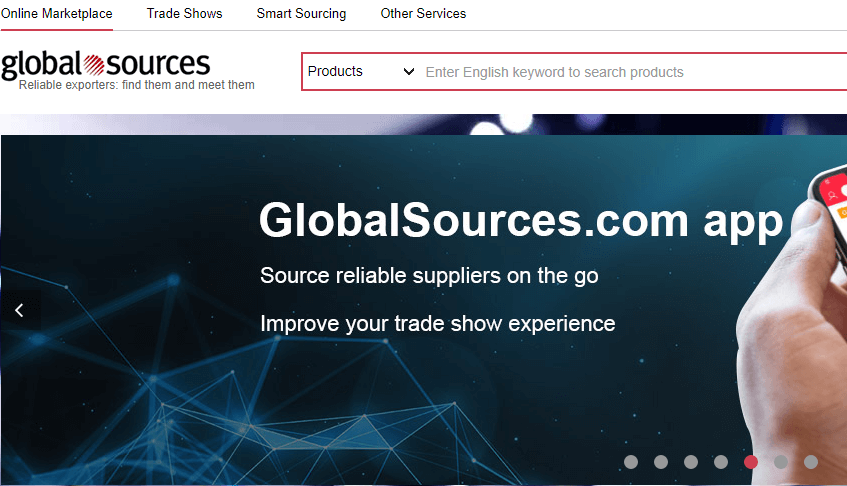 Online Marketplace Trade Shows Smart Sourcing Other Services
global sources
Reliable exporters: find them and meet them
Products Enter English keyword to search products
GlobalSources.com app
Source reliable suppliers on the go
Improve your trade show experience